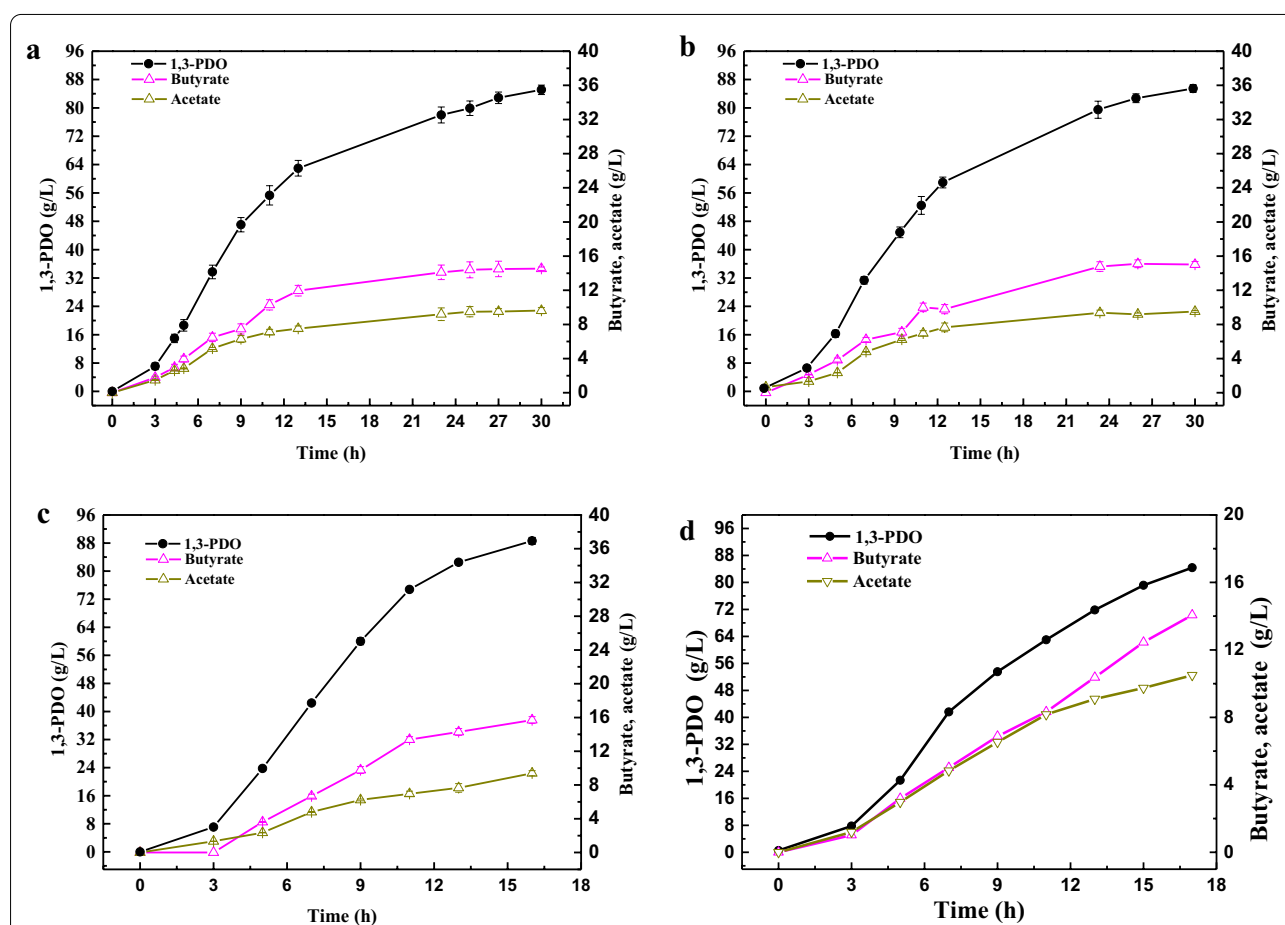 a
1,3-PDO
Butyrate
Acetate
96
88
80
72
64
56
48
40
32
24
16
8
0
1,3-PDO (g/L)
40
36
32
28
24
20
16
12
8
4
0
Butyrate, acetate (g/L)
0 3 6 9 12 15 18 21 24 27 30
Time (h)
b
1,3-PDO
Butyrate
Acetate
96
88
80
72
64
56
48
40
32
24
16
8
0
1,3-PDO (g/L)
40
36
32
28
24
20
16
12
8
4
0
Butyrate, acetate (g/L)
0 3 6 9 12 15 18 21 24 27 30
Time (h)
c
1,3-PDO
Butyrate
Acetate
96
88
80
72
64
56
48
40
32
24
16
8
0
1,3-PDO (g/L)
40
36
32
28
24
20
16
12
8
4
0
Butyrate, acetate (g/L)
0 3 6 9 12 15 18
Time (h)
d
1,3-PDO
Butyrate
Acetate
96
88
80
72
64
56
48
40
32
24
16
8
0
1,3-PDO (g/L)
20
16
12
8
4
0
Butyrate, acetate (g/L)
0 3 6 9 12 15 18
Time (h)